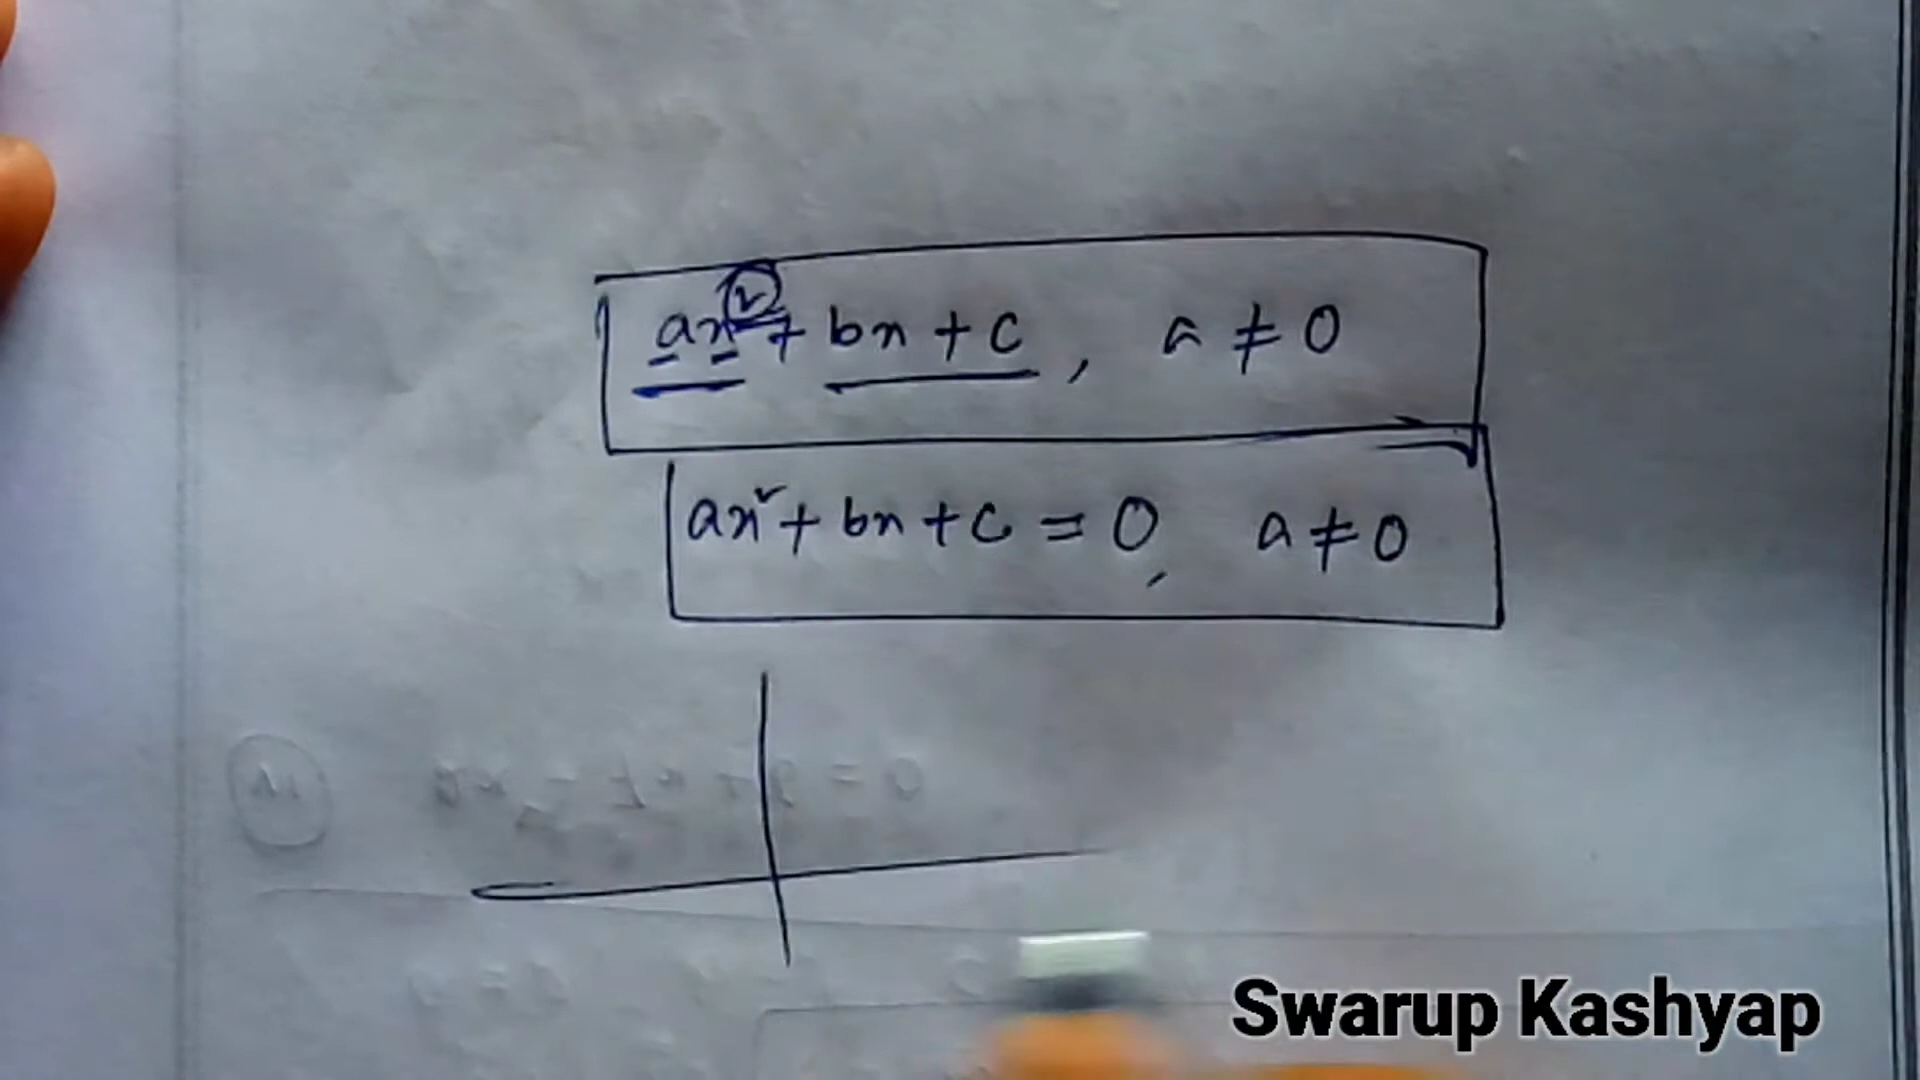 ax² + bx + c, a ≠ 0
ax² + bx + c = 0, a ≠ 0
Swarup Kashyap